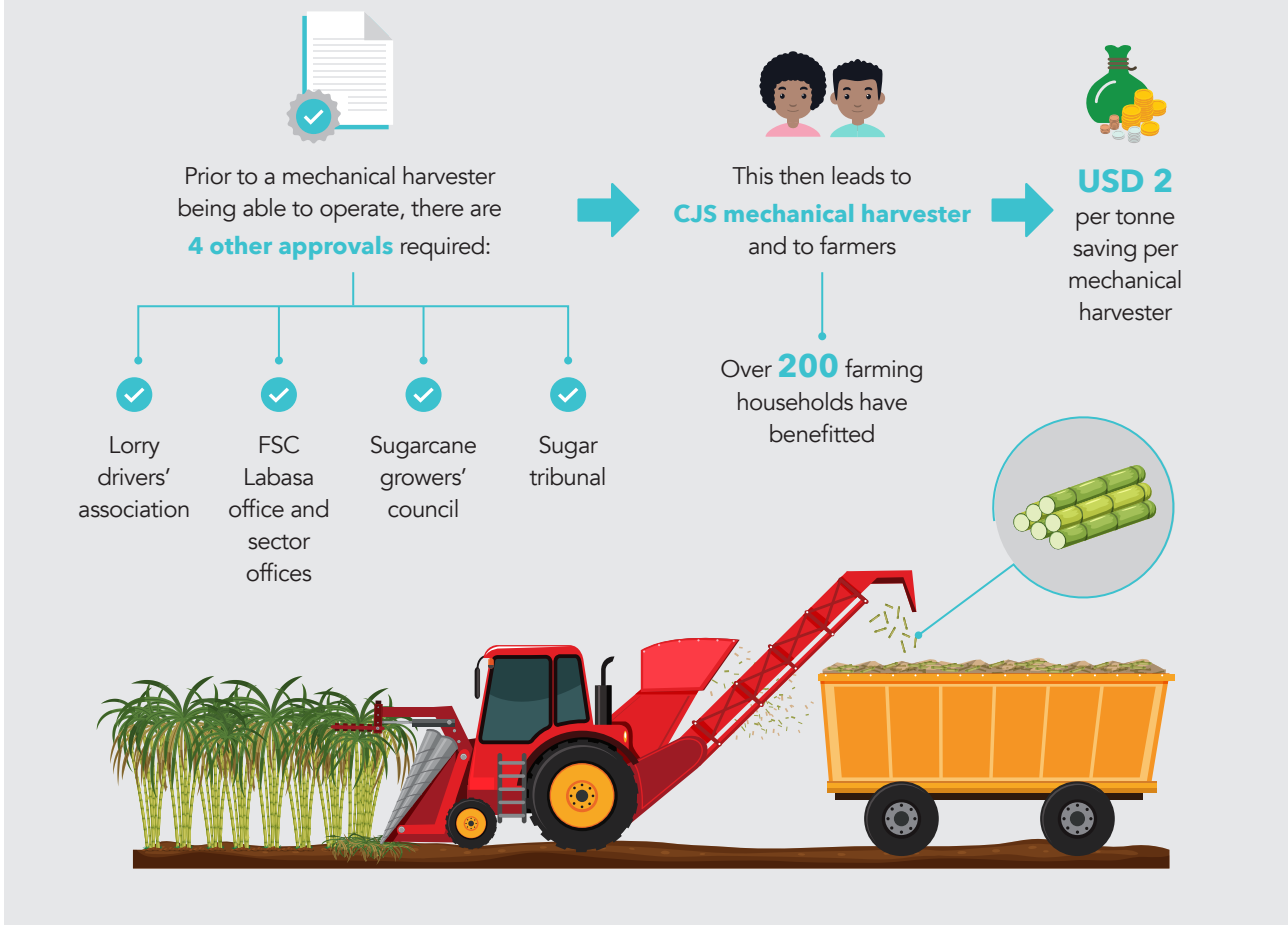 Prior to a mechanical harvester
being able to operate, there are
4 other approvals required:
Lorry
drivers’
association
FSC
Labasa
office and
sector
offices
Sugarcane
growers’
council
Sugar
tribunal
This then leads to
CJS mechanical harvester
and to farmers
Over 200 farming
households have
benefitted
USD 2
per tonne
saving per
mechanical
harvester